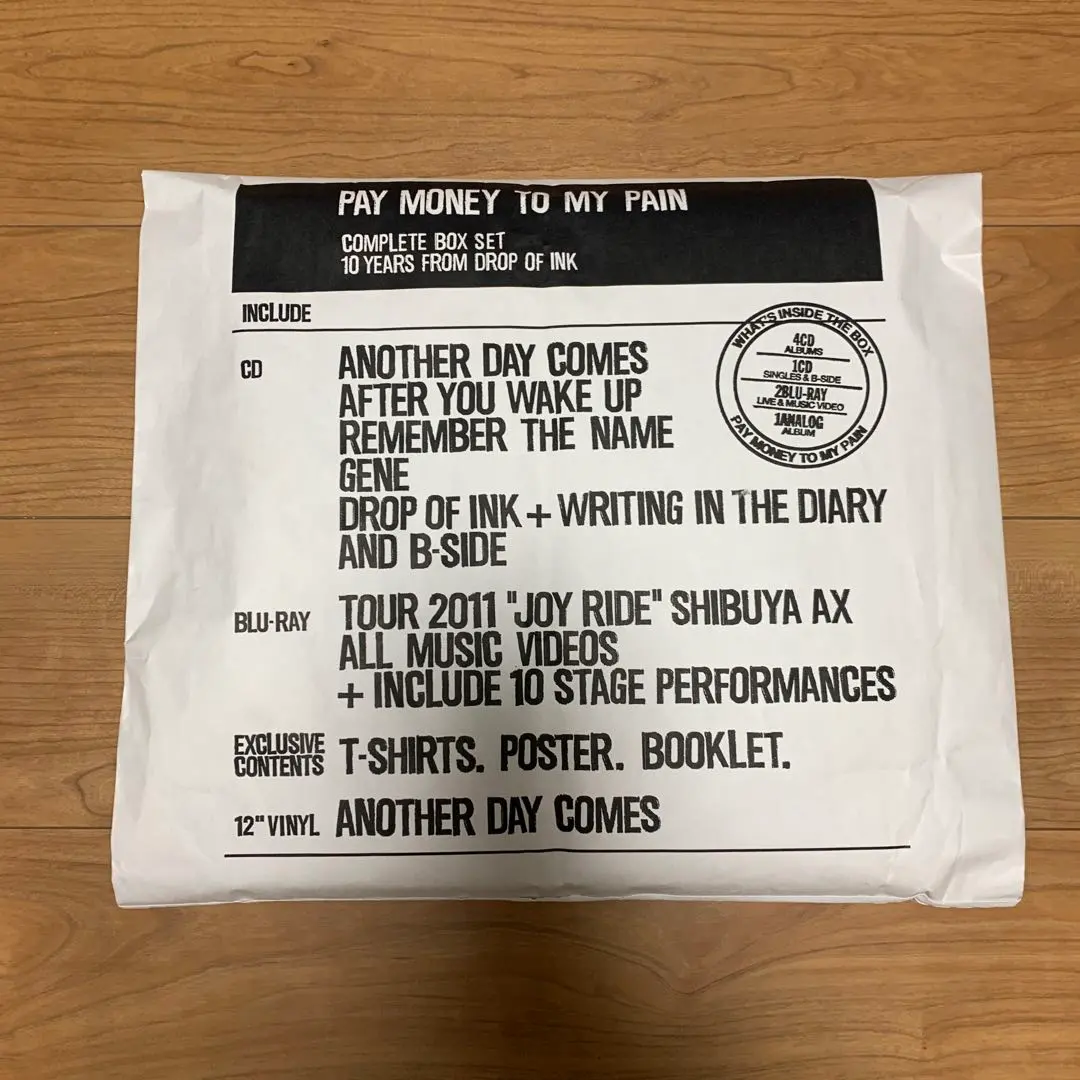 PAY MONEY TO MY PAIN
COMPLETE BOX SET
10 YEARS FROM DROP OF INK
INCLUDE
CD
ANOTHER DAY COMES
AFTER YOU WAKE UP
REMEMBER THE NAME
GENE
DROP OF INK + WRITING IN THE DIARY
AND B-SIDE
WHAT'S INSIDE THE BOX
4CD
ALBUMS
1CD
SINGLES & B-SIDE
2BLU-RAY
LIVE & MUSIC VIDEO
1ANALOG
ALBUM
PAY MONEY TO MY PAIN
BLU-RAY
TOUR 2011 "JOY RIDE" SHIBUYA AX
ALL MUSIC VIDEOS
+ INCLUDE 10 STAGE PERFORMANCES
EXCLUSIVE
CONTENTS
T-SHIRTS. POSTER. BOOKLET.
12" VINYL
ANOTHER DAY COMES